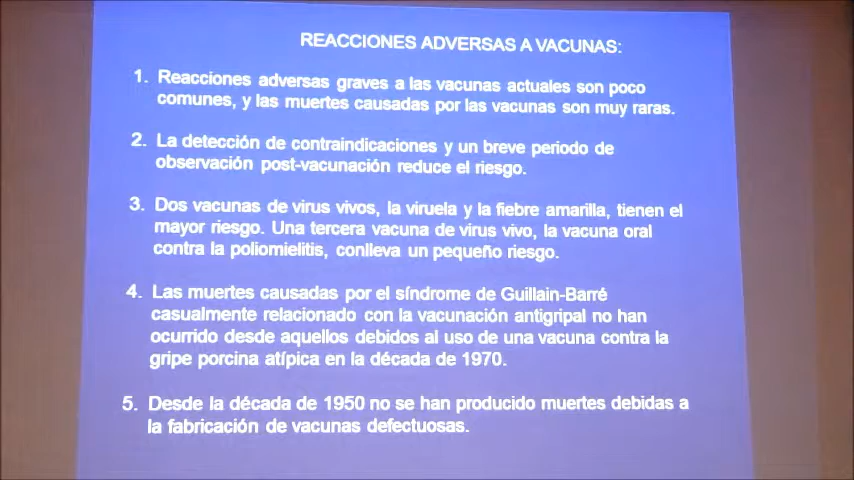 REACCIONES ADVERSAS A VACUNAS:
1. Reacciones adversas graves a las vacunas actuales son poco
comunes, y las muertes causadas por las vacunas son muy raras.
2. La detección de contraindicaciones y un breve periodo de
observación post-vacunación reduce el riesgo.
3. Dos vacunas de virus vivos, la viruela y la fiebre amarilla, tienen el
mayor riesgo. Una tercera vacuna de virus vivo, la vacuna oral
contra la poliomielitis, conlleva un pequeño riesgo.
4. Las muertes causadas por el síndrome de Guillain-Barré
casualmente relacionado con la vacunación antigripal no han
ocurrido desde aquellos debidos al uso de una vacuna contra la
gripe porcina atípica en la década de 1970.
5. Desde la década de 1950 no se han producido muertes debidas a
la fabricación de vacunas defectuosas.